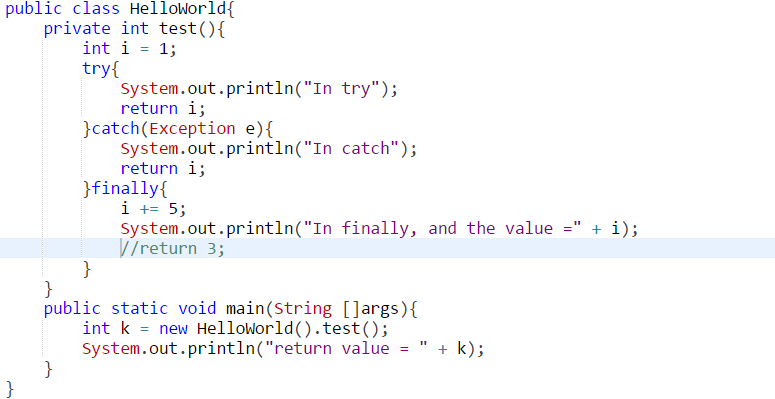 public class HelloWorld{
    private int test(){
        int i = 1;
        try{
            System.out.println("In try");
            return i;
        }catch(Exception e){
            System.out.println("In catch");
            return i;
        }finally{
            i += 5;
            System.out.println("In finally, and the value =" + i);
            //return 3;
        }
    }
    public static void main(String []args){
        int k = new HelloWorld().test();
        System.out.println("return value = " + k);
    }
}